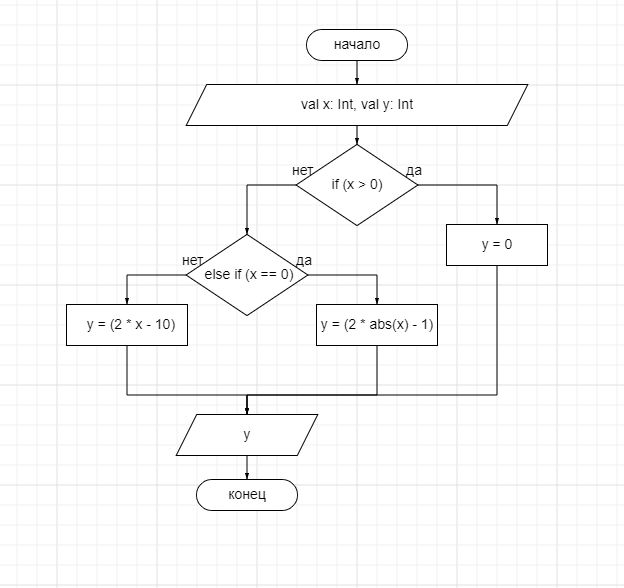 начало
val x: Int, val y: Int
нет
да
if (x > 0)
y = 0
нет
да
else if (x == 0)
y = (2 * x - 10)
y = (2 * abs(x) - 1)
y
конец